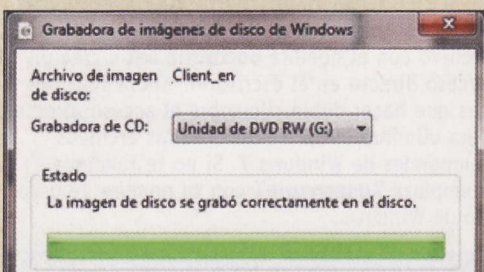 Grabadora de imágenes de disco de Windows
Archivo de imagen Client_en
de disco:
Grabadora de CD: Unidad de DVD RW (G:)
Estado
La imagen de disco se grabó correctamente en el disco.